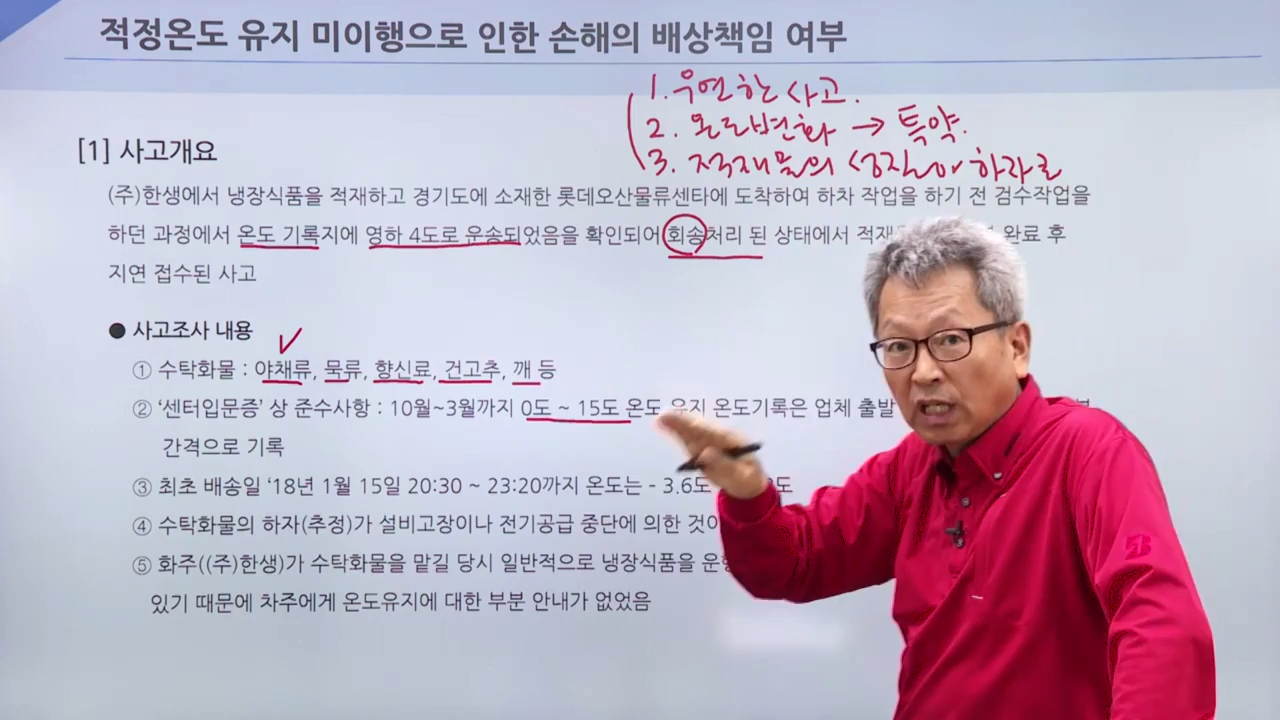 적정온도 유지 미이행으로 인한 손해의 배상책임 여부
1. 우연한 사고.
2. 온도변화 → 특약.
3. 적재물의 성질이나 하자로
[1] 사고개요
(주)한생에서 냉장식품을 적재하고 경기도에 소재한 롯데오산물류센타에 도착하여 하차 작업을 하기 전 검수작업을
하던 과정에서 온도 기록지에 영하 4도로 운송되었음을 확인되어 회송처리 된 상태에서 완료 후
지연 접수된 사고
● 사고조사 내용
① 수탁화물 : 야채류, 묵류, 향신료, 건고추, 깨 등
② ‘센터입문증’ 상 준수사항 : 10월~3월까지 0도 ~ 15도 온도 유지 온도기록은 업체 출발
간격으로 기록
③ 최초 배송일 ‘18년 1월 15일 20:30 ~ 23:20까지 온도는 - 3.6도
④ 수탁화물의 하자(추정)가 설비고장이나 전기공급 중단에 의한
⑤ 화주((주)한생)가 수탁화물을 맡길 당시 일반적으로 냉장식품을
있기 때문에 차주에게 온도유지에 대한 부분 안내가 없었음